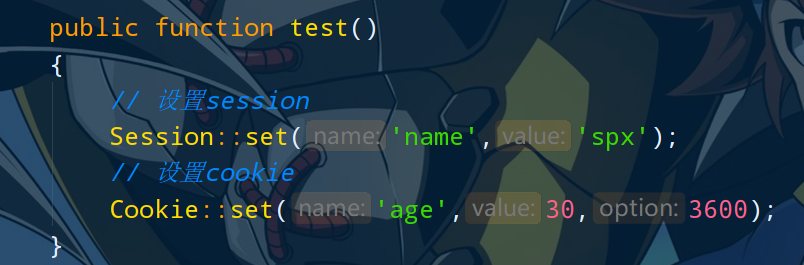 public function test()
{
// 设置session
Session::set( name: 'name', value: 'spx');
// 设置cookie
Cookie::set( name: 'age', value: 30, option: 3600);
}